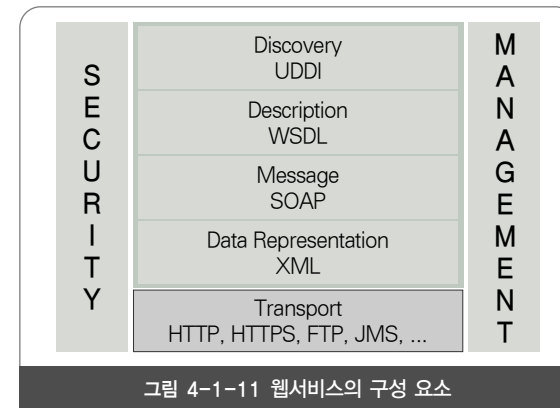 SECURITY
Discovery
UDDI
Description
WSDL
Message
SOAP
Data Representation
XML
Transport
HTTP, HTTPS, FTP, JMS, ...
MANAGEMENT
그림 4-1-11 웹서비스의 구성 요소